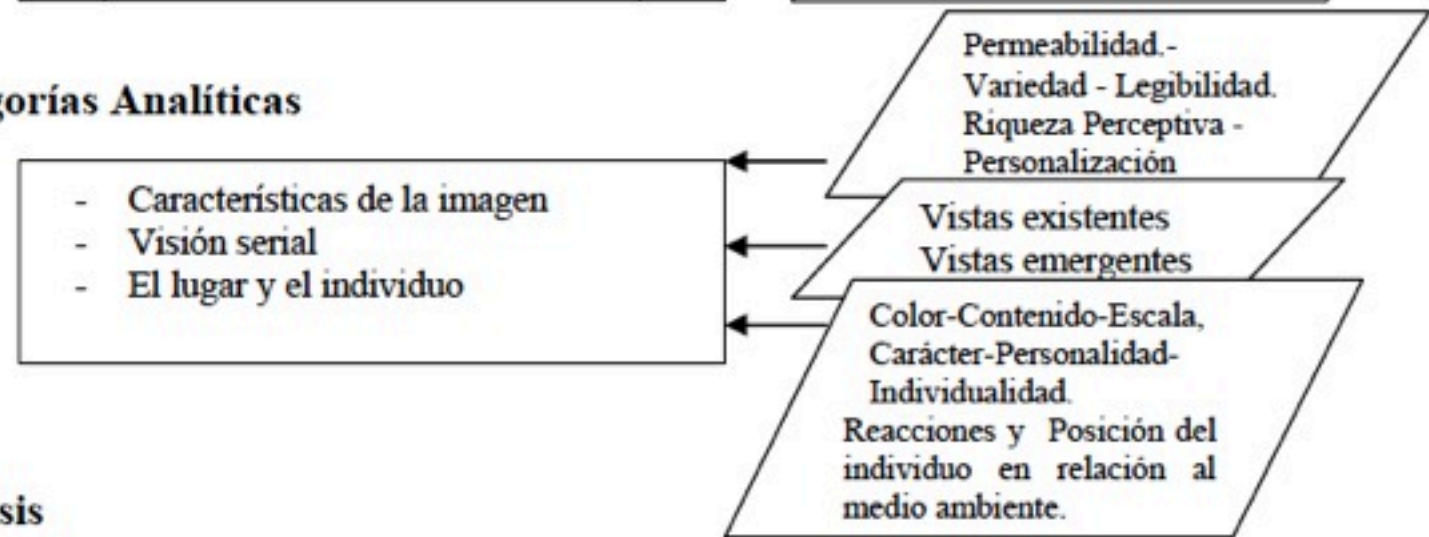 gorías Analíticas
- Características de la imagen
- Visión serial
- El lugar y el individuo
Permeabilidad.-
Variedad - Legibilidad.
Riqueza Perceptiva -
Personalización
Vistas existentes
Vistas emergentes
Color-Contenido-Escala,
Carácter-Personalidad-
Individualidad.
Reacciones y Posición del
individuo en relación al
medio ambiente.
sis